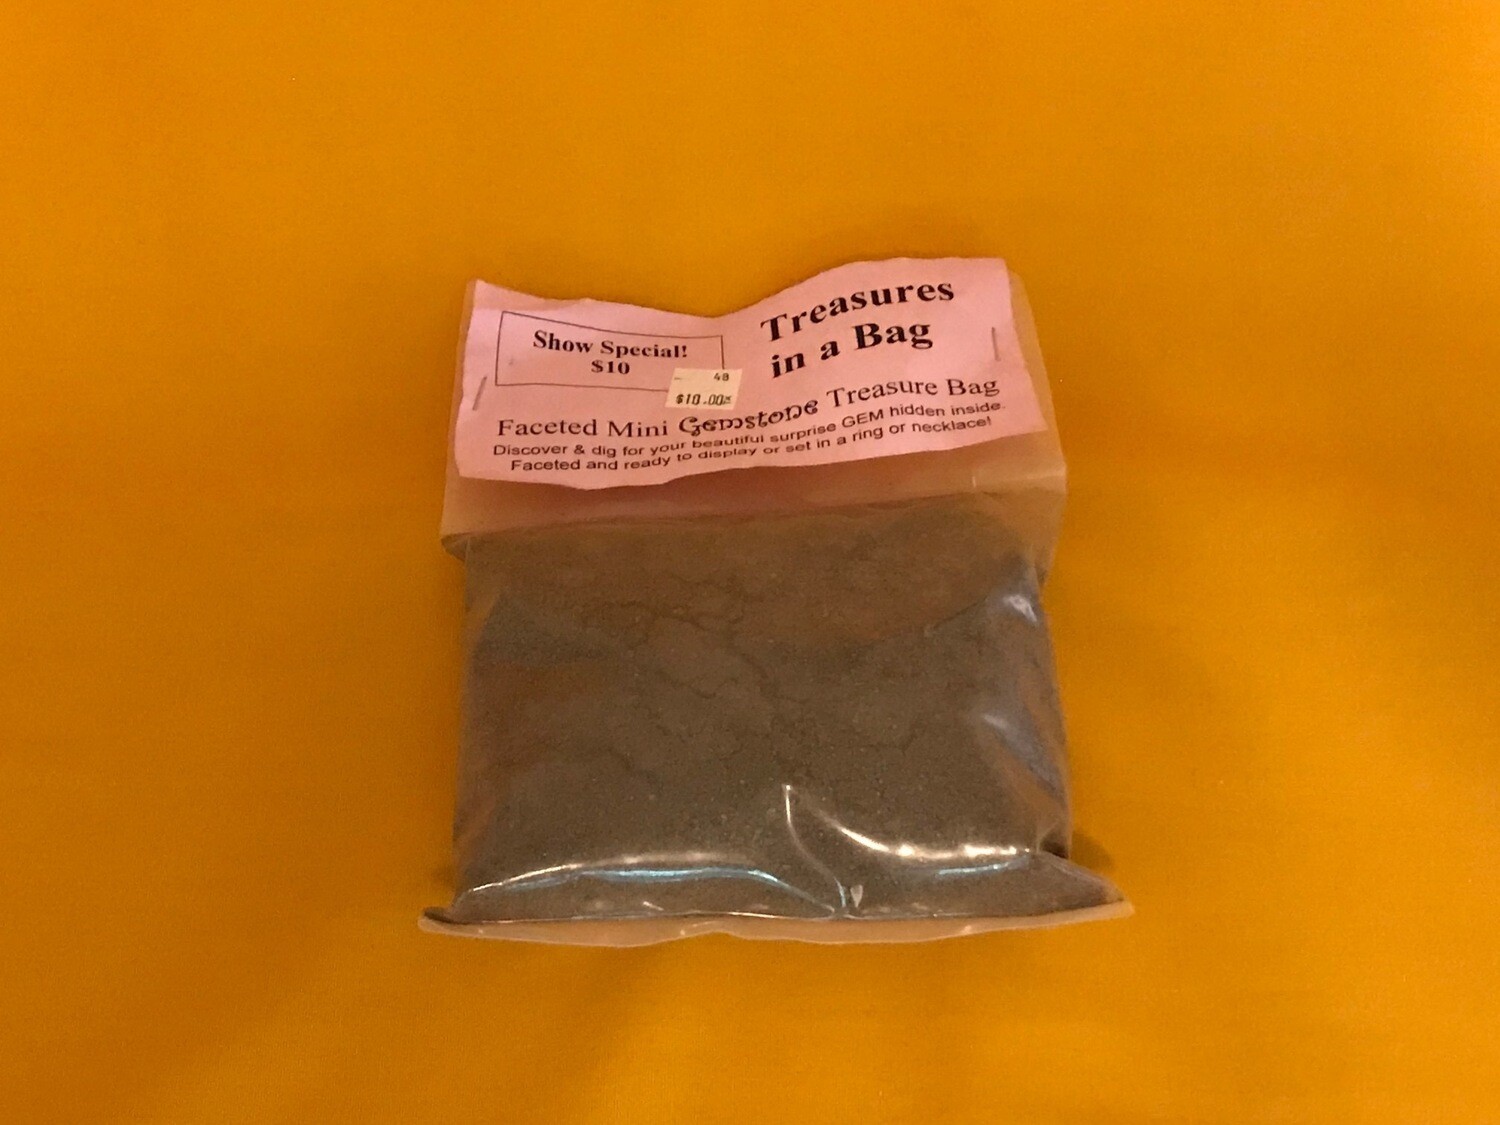 Show Special!
$10
Treasures
in a Bag
48
$10.00
Faceted Mini Gemstone Treasure Bag
Discover & dig for your beautiful surprise GEM hidden inside.
Faceted and ready to display or set in a ring or necklace!